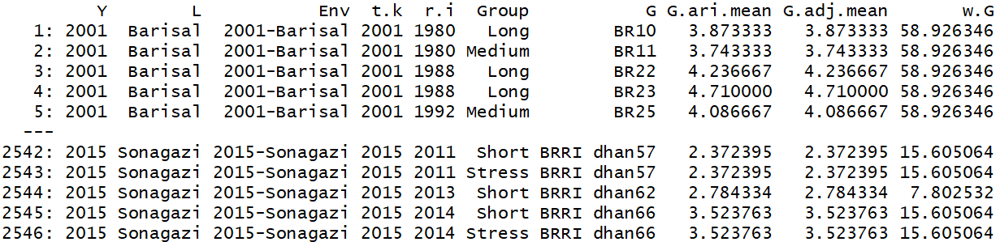 Y L Env t.k r.i Group G G.ari.mean G.adj.mean w.G
1: 2001 Barisal 2001-Barisal 2001 1980 Long BR10 3.873333 3.873333 58.926346
2: 2001 Barisal 2001-Barisal 2001 1980 Medium BR11 3.743333 3.743333 58.926346
3: 2001 Barisal 2001-Barisal 2001 1988 Long BR22 4.236667 4.236667 58.926346
4: 2001 Barisal 2001-Barisal 2001 1988 Long BR23 4.710000 4.710000 58.926346
5: 2001 Barisal 2001-Barisal 2001 1992 Medium BR25 4.086667 4.086667 58.926346
---
2542: 2015 Sonagazi 2015-Sonagazi 2015 2011 Short BRRI dhan57 2.372395 2.372395 15.605064
2543: 2015 Sonagazi 2015-Sonagazi 2015 2011 Stress BRRI dhan57 2.372395 2.372395 15.605064
2544: 2015 Sonagazi 2015-Sonagazi 2015 2013 Short BRRI dhan62 2.784334 2.784334 7.802532
2545: 2015 Sonagazi 2015-Sonagazi 2015 2014 Short BRRI dhan66 3.523763 3.523763 15.605064
2546: 2015 Sonagazi 2015-Sonagazi 2015 2014 Stress BRRI dhan66 3.523763 3.523763 15.605064